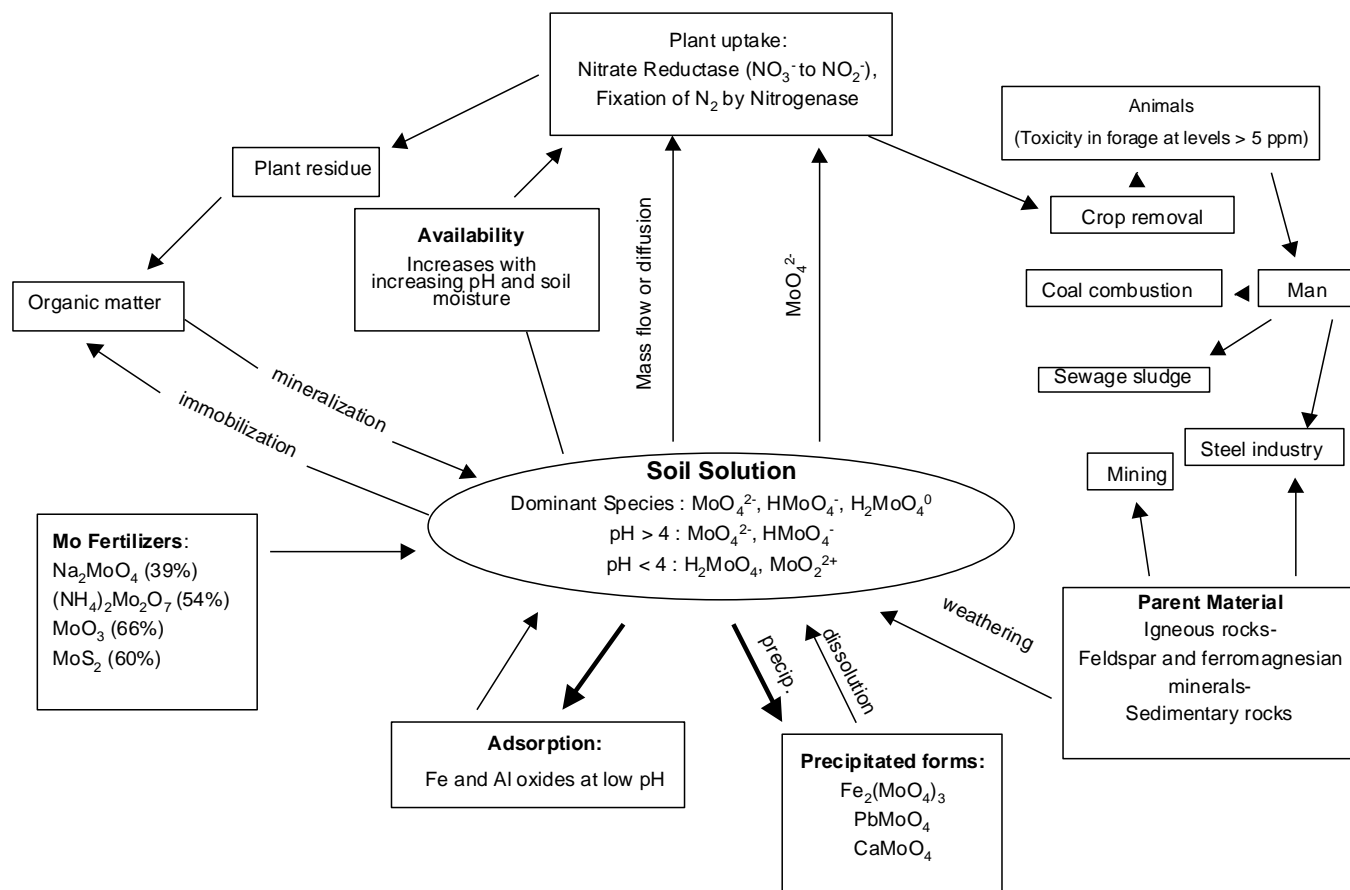 Plant uptake:
Nitrate Reductase (NO₃⁻ to NO₂⁻),
Fixation of N₂ by Nitrogenase
Animals
(Toxicity in forage at levels > 5 ppm)
Plant residue
Crop removal
Availability
Increases with
increasing pH and soil
moisture
Mass flow or diffusion
MoO₄²⁻
Organic matter
Coal combustion
Man
Sewage sludge
mineralization
immobilization
Steel industry
Mining
Soil Solution
Dominant Species : MoO₄²⁻, HMoO₄⁻, H₂MoO₄⁰
pH > 4 : MoO₄²⁻, HMoO₄⁻
pH < 4 : H₂MoO₄, MoO₂²⁺
Mo Fertilizers:
Na₂MoO₄ (39%)
(NH₄)₂Mo₂O₇ (54%)
MoO₃ (66%)
MoS₂ (60%)
weathering
Parent Material
Igneous rocks-
Feldspar and ferromagnesian
minerals-
Sedimentary rocks
precip.
dissolution
Adsorption:
Fe and Al oxides at low pH
Precipitated forms:
Fe₂(MoO₄)₃
PbMoO₄
CaMoO₄